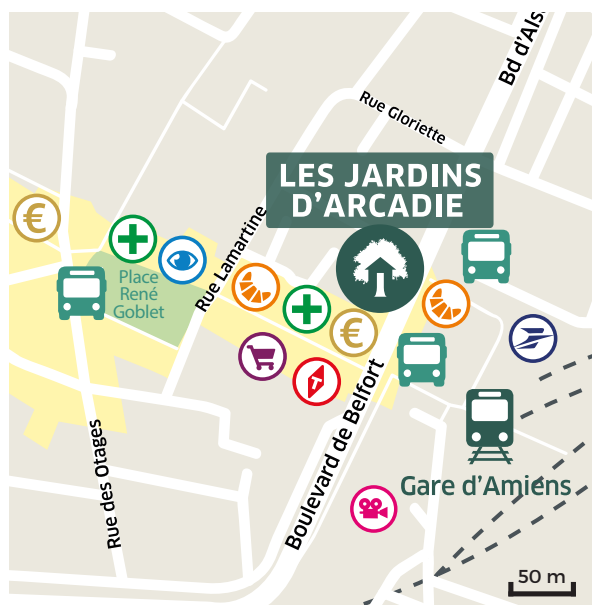 Bd d'Als
Rue Gloriette
LES JARDINS
D'ARCADIE
€
Rue Lamartine
Place
René
Goblet
€
Boulevard de Belfort
Rue des Otages
Gare d'Amiens
50 m